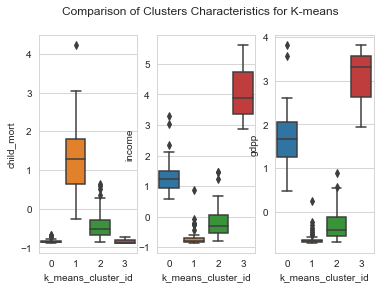 Comparison of Clusters Characteristics for K-means
child_mort
4
3
2
1
0
−1
0 1 2 3
k_means_cluster_id
income
5
4
3
2
1
0
−1
0 1 2 3
k_means_cluster_id
gdpp
4
3
2
1
0
0 1 2 3
k_means_cluster_id